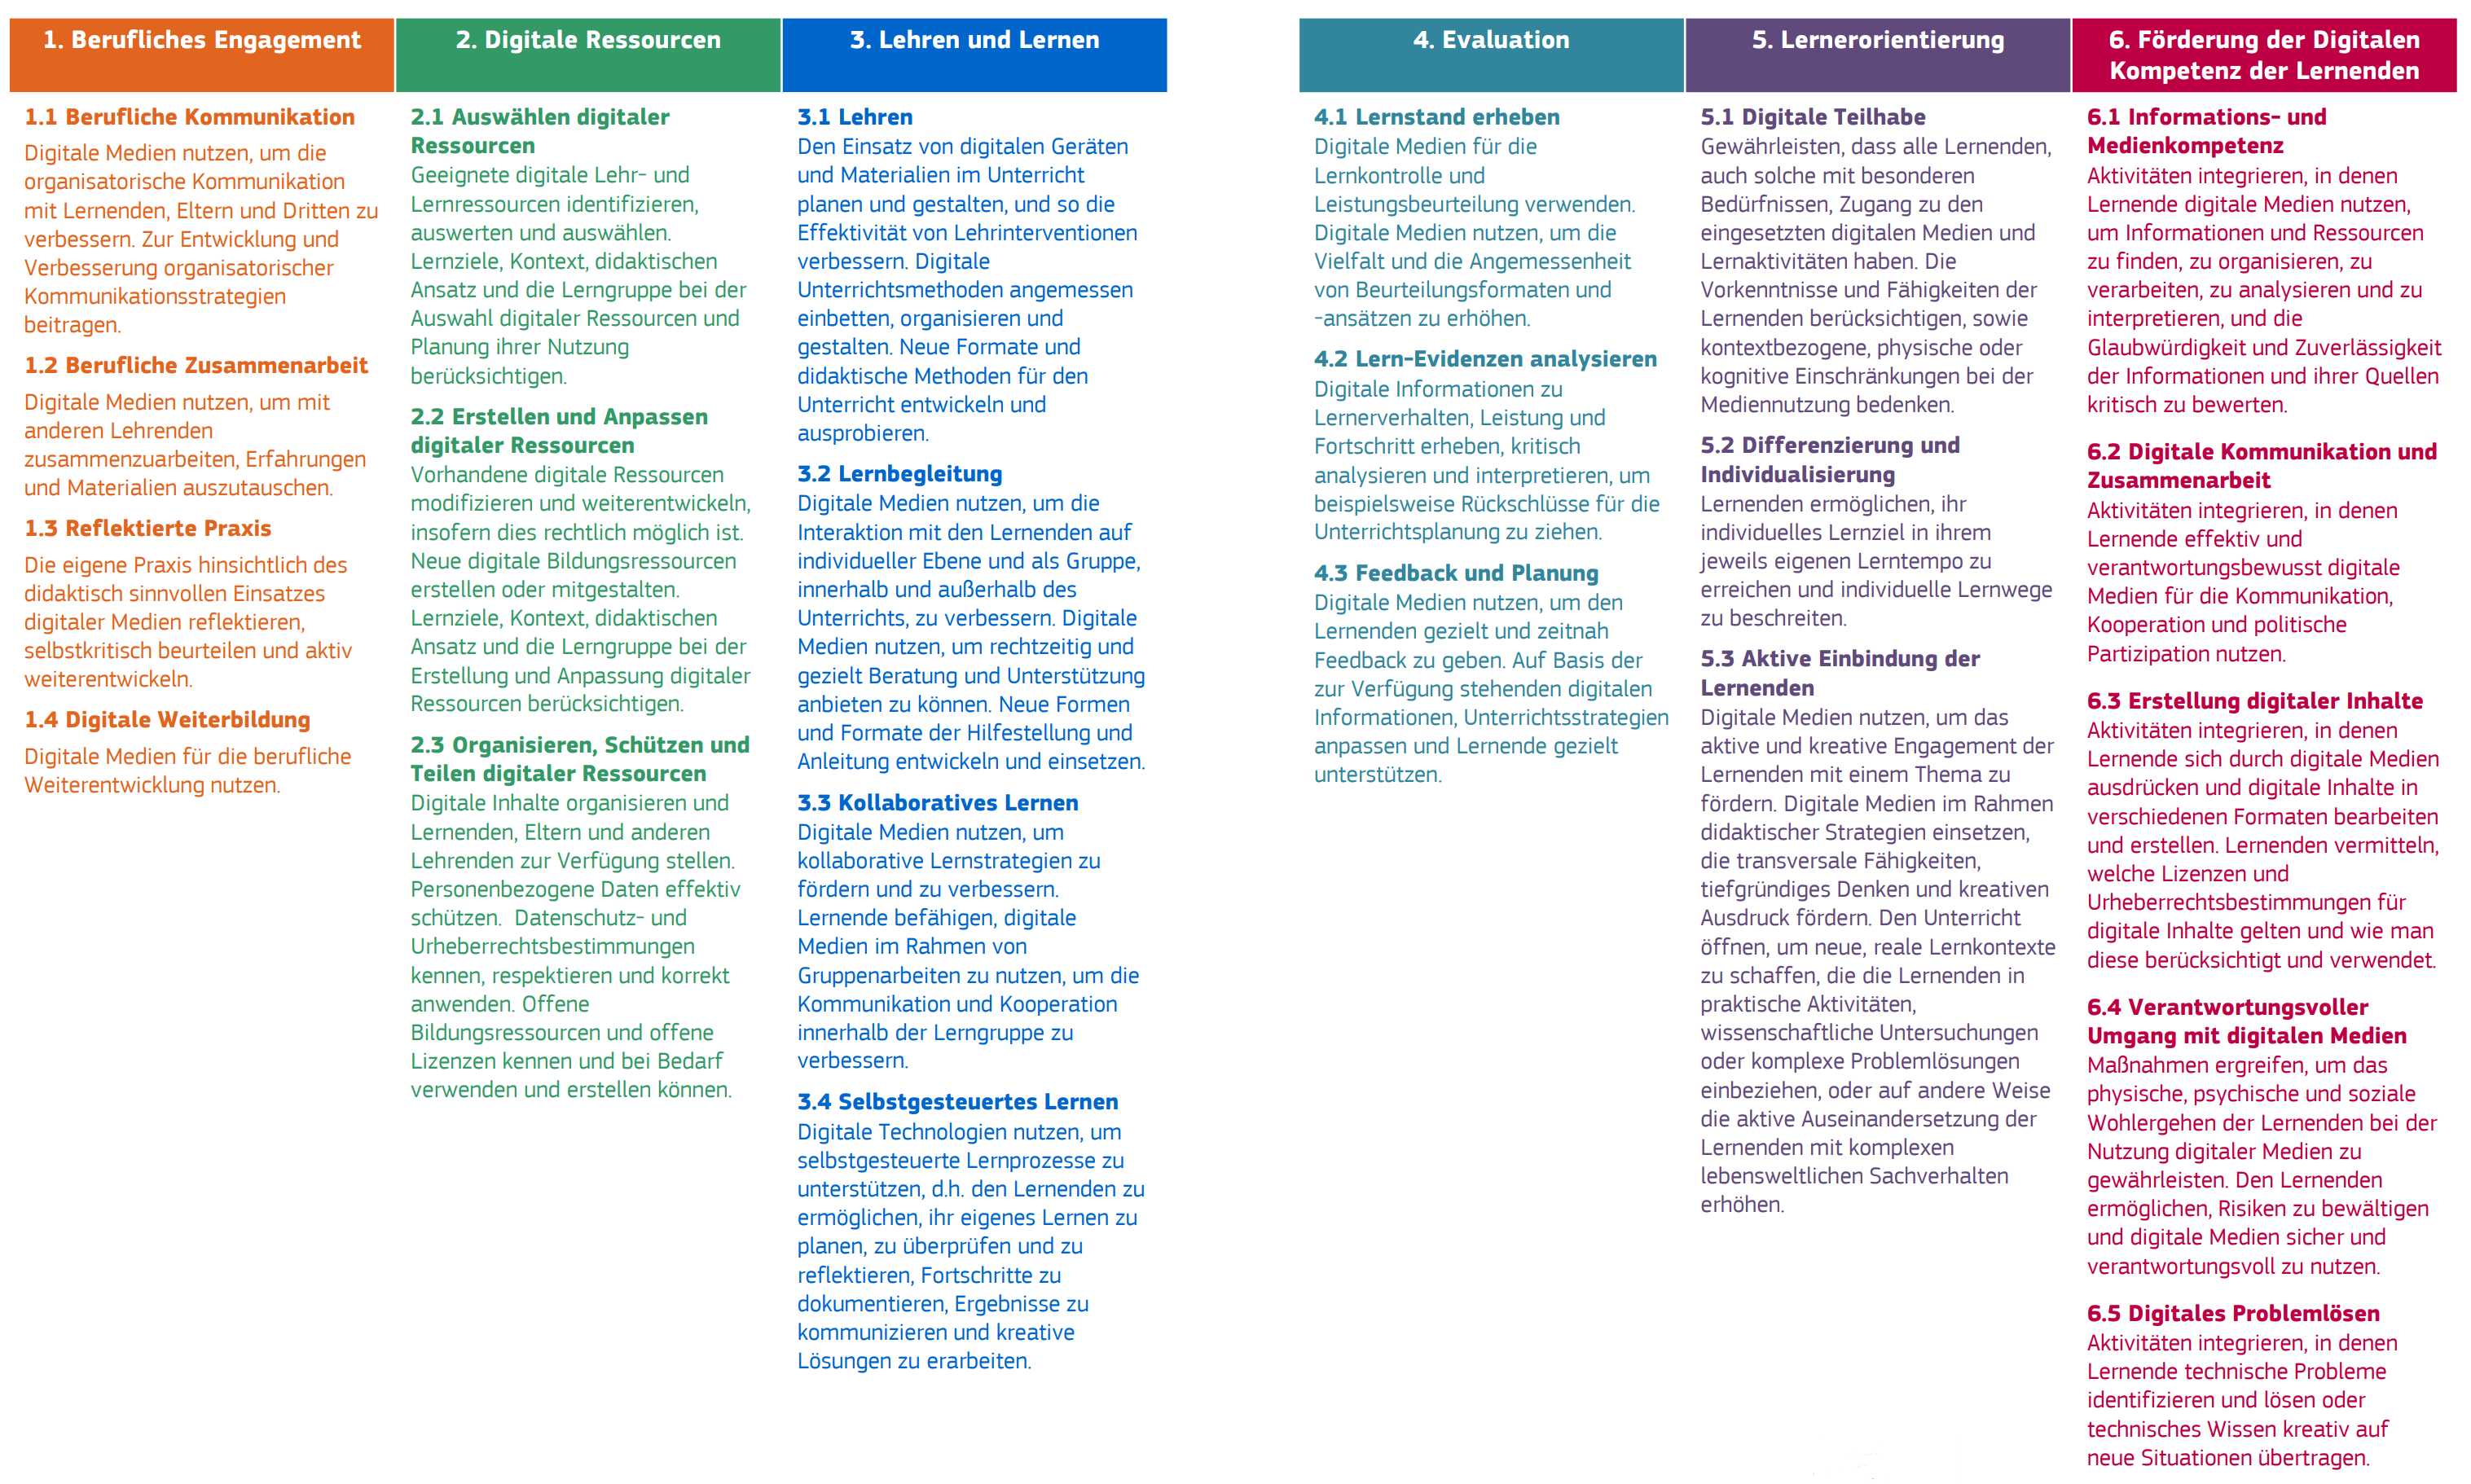 1. Berufliches Engagement
1.1 Berufliche Kommunikation
Digitale Medien nutzen, um die
organisatorische Kommunikation
mit Lernenden, Eltern und Dritten zu
verbessern. Zur Entwicklung und
Verbesserung organisatorischer
Kommunikationsstrategien
beitragen.
1.2 Berufliche Zusammenarbeit
Digitale Medien nutzen, um mit
anderen Lehrenden
zusammenzuarbeiten, Erfahrungen
und Materialien auszutauschen.
1.3 Reflektierte Praxis
Die eigene Praxis hinsichtlich des
didaktisch sinnvollen Einsatzes
digitaler Medien reflektieren,
selbstkritisch beurteilen und aktiv
weiterentwickeln.
1.4 Digitale Weiterbildung
Digitale Medien für die berufliche
Weiterentwicklung nutzen.
2. Digitale Ressourcen
2.1 Auswählen digitaler
Ressourcen
Geeignete digitale Lehr- und
Lernressourcen identifizieren,
auswerten und auswählen.
Lernziele, Kontext, didaktischen
Ansatz und die Lerngruppe bei der
Auswahl digitaler Ressourcen und
Planung ihrer Nutzung
berücksichtigen.
2.2 Erstellen und Anpassen
digitaler Ressourcen
Vorhandene digitale Ressourcen
modifizieren und weiterentwickeln,
insofern dies rechtlich möglich ist.
Neue digitale Bildungsressourcen
erstellen oder mitgestalten.
Lernziele, Kontext, didaktischen
Ansatz und die Lerngruppe bei der
Erstellung und Anpassung digitaler
Ressourcen berücksichtigen.
2.3 Organisieren, Schützen und
Teilen digitaler Ressourcen
Digitale Inhalte organisieren und
Lernenden, Eltern und anderen
Lehrenden zur Verfügung stellen.
Personenbezogene Daten effektiv
schützen. Datenschutz- und
Urheberrechtsbestimmungen
kennen, respektieren und korrekt
anwenden. Offene
Bildungsressourcen und offene
Lizenzen kennen und bei Bedarf
verwenden und erstellen können.
3. Lehren und Lernen
3.1 Lehren
Den Einsatz von digitalen Geräten
und Materialien im Unterricht
planen und gestalten, und so die
Effektivität von Lehrinterventionen
verbessern. Digitale
Unterrichtsmethoden angemessen
einbetten, organisieren und
gestalten. Neue Formate und
didaktische Methoden für den
Unterricht entwickeln und
ausprobieren.
3.2 Lernbegleitung
Digitale Medien nutzen, um die
Interaktion mit den Lernenden auf
individueller Ebene und als Gruppe,
innerhalb und außerhalb des
Unterrichts, zu verbessern. Digitale
Medien nutzen, um rechtzeitig und
gezielt Beratung und Unterstützung
anbieten zu können. Neue Formen
und Formate der Hilfestellung und
Anleitung entwickeln und einsetzen.
3.3 Kollaboratives Lernen
Digitale Medien nutzen, um
kollaborative Lernstrategien zu
fördern und zu verbessern.
Lernende befähigen, digitale
Medien im Rahmen von
Gruppenarbeiten zu nutzen, um die
Kommunikation und Kooperation
innerhalb der Lerngruppe zu
verbessern.
3.4 Selbstgesteuertes Lernen
Digitale Technologien nutzen, um
selbstgesteuerte Lernprozesse zu
unterstützen, d.h. den Lernenden zu
ermöglichen, ihr eigenes Lernen zu
planen, zu überprüfen und zu
reflektieren, Fortschritte zu
dokumentieren, Ergebnisse zu
kommunizieren und kreative
Lösungen zu erarbeiten.
4. Evaluation
4.1 Lernstand erheben
Digitale Medien für die
Lernkontrolle und
Leistungsbeurteilung verwenden.
Digitale Medien nutzen, um die
Vielfalt und die Angemessenheit
von Beurteilungsformaten und
-ansätzen zu erhöhen.
4.2 Lern-Evidenzen analysieren
Digitale Informationen zu
Lernerverhalten, Leistung und
Fortschritt erheben, kritisch
analysieren und interpretieren, um
beispielsweise Rückschlüsse für die
Unterrichtsplanung zu ziehen.
4.3 Feedback und Planung
Digitale Medien nutzen, um den
Lernenden gezielt und zeitnah
Feedback zu geben. Auf Basis der
zur Verfügung stehenden digitalen
Informationen, Unterrichtsstrategien
anpassen und Lernende gezielt
unterstützen.
5. Lernerorientierung
5.1 Digitale Teilhabe
Gewährleisten, dass alle Lernenden,
auch solche mit besonderen
Bedürfnissen, Zugang zu den
eingesetzten digitalen Medien und
Lernaktivitäten haben. Die
Vorkenntnisse und Fähigkeiten der
Lernenden berücksichtigen, sowie
kontextbezogene, physische oder
kognitive Einschränkungen bei der
Mediennutzung bedenken.
5.2 Differenzierung und
Individualisierung
Lernenden ermöglichen, ihr
individuelles Lernziel in ihrem
jeweils eigenen Lerntempo zu
erreichen und individuelle Lernwege
zu beschreiten.
5.3 Aktive Einbindung der
Lernenden
Digitale Medien nutzen, um das
aktive und kreative Engagement der
Lernenden mit einem Thema zu
fördern. Digitale Medien im Rahmen
didaktischer Strategien einsetzen,
die transversale Fähigkeiten,
tiefgründiges Denken und kreativen
Ausdruck fördern. Den Unterricht
öffnen, um neue, reale Lernkontexte
zu schaffen, die die Lernenden in
praktische Aktivitäten,
wissenschaftliche Untersuchungen
oder komplexe Problemlösungen
einbeziehen, oder auf andere Weise
die aktive Auseinandersetzung der
Lernenden mit komplexen
lebensweltlichen Sachverhalten
erhöhen.
6. Förderung der Digitalen
Kompetenz der Lernenden
6.1 Informations- und
Medienkompetenz
Aktivitäten integrieren, in denen
Lernende digitale Medien nutzen,
um Informationen und Ressourcen
zu finden, zu organisieren, zu
verarbeiten, zu analysieren und zu
interpretieren, und die
Glaubwürdigkeit und Zuverlässigkeit
der Informationen und ihrer Quellen
kritisch zu bewerten.
6.2 Digitale Kommunikation und
Zusammenarbeit
Aktivitäten integrieren, in denen
Lernende effektiv und
verantwortungsbewusst digitale
Medien für die Kommunikation,
Kooperation und politische
Partizipation nutzen.
6.3 Erstellung digitaler Inhalte
Aktivitäten integrieren, in denen
Lernende sich durch digitale Medien
ausdrücken und digitale Inhalte in
verschiedenen Formaten bearbeiten
und erstellen. Lernenden vermitteln,
welche Lizenzen und
Urheberrechtsbestimmungen für
digitale Inhalte gelten und wie man
diese berücksichtigt und verwendet.
6.4 Verantwortungsvoller
Umgang mit digitalen Medien
Maßnahmen ergreifen, um das
physische, psychische und soziale
Wohlergehen der Lernenden bei der
Nutzung digitaler Medien zu
gewährleisten. Den Lernenden
ermöglichen, Risiken zu bewältigen
und digitale Medien sicher und
verantwortungsvoll zu nutzen.
6.5 Digitales Problemlösen
Aktivitäten integrieren, in denen
Lernende technische Probleme
identifizieren und lösen oder
technisches Wissen kreativ auf
neue Situationen übertragen.